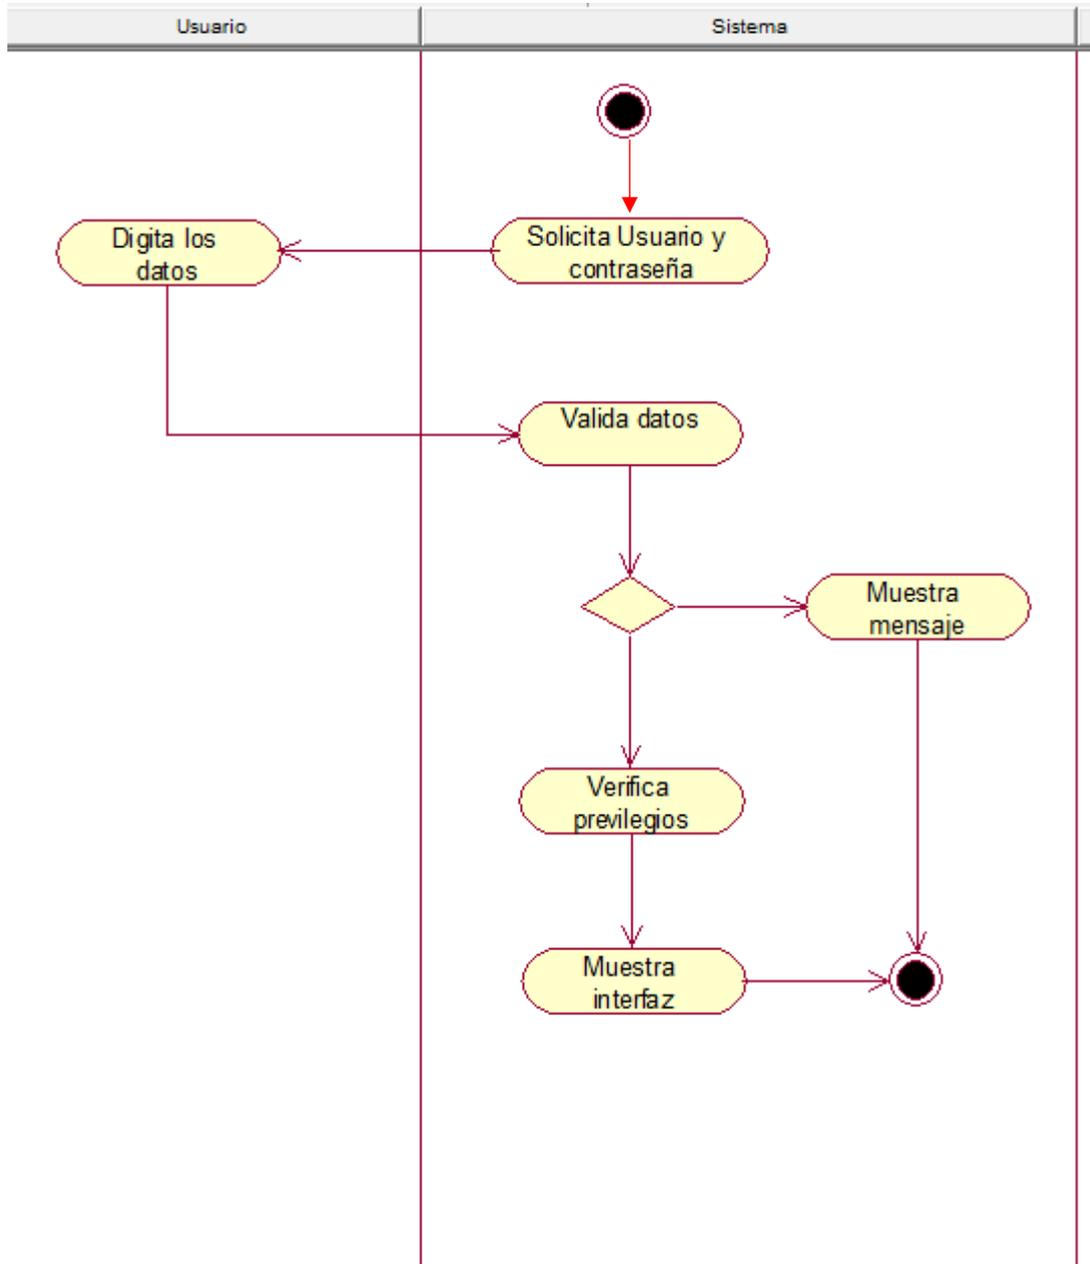 Usuario
Sistema
Solicita Usuario y
contraseña
Digita los
datos
Valida datos
Muestra
mensaje
Verifica
previlegios
Muestra
interfaz